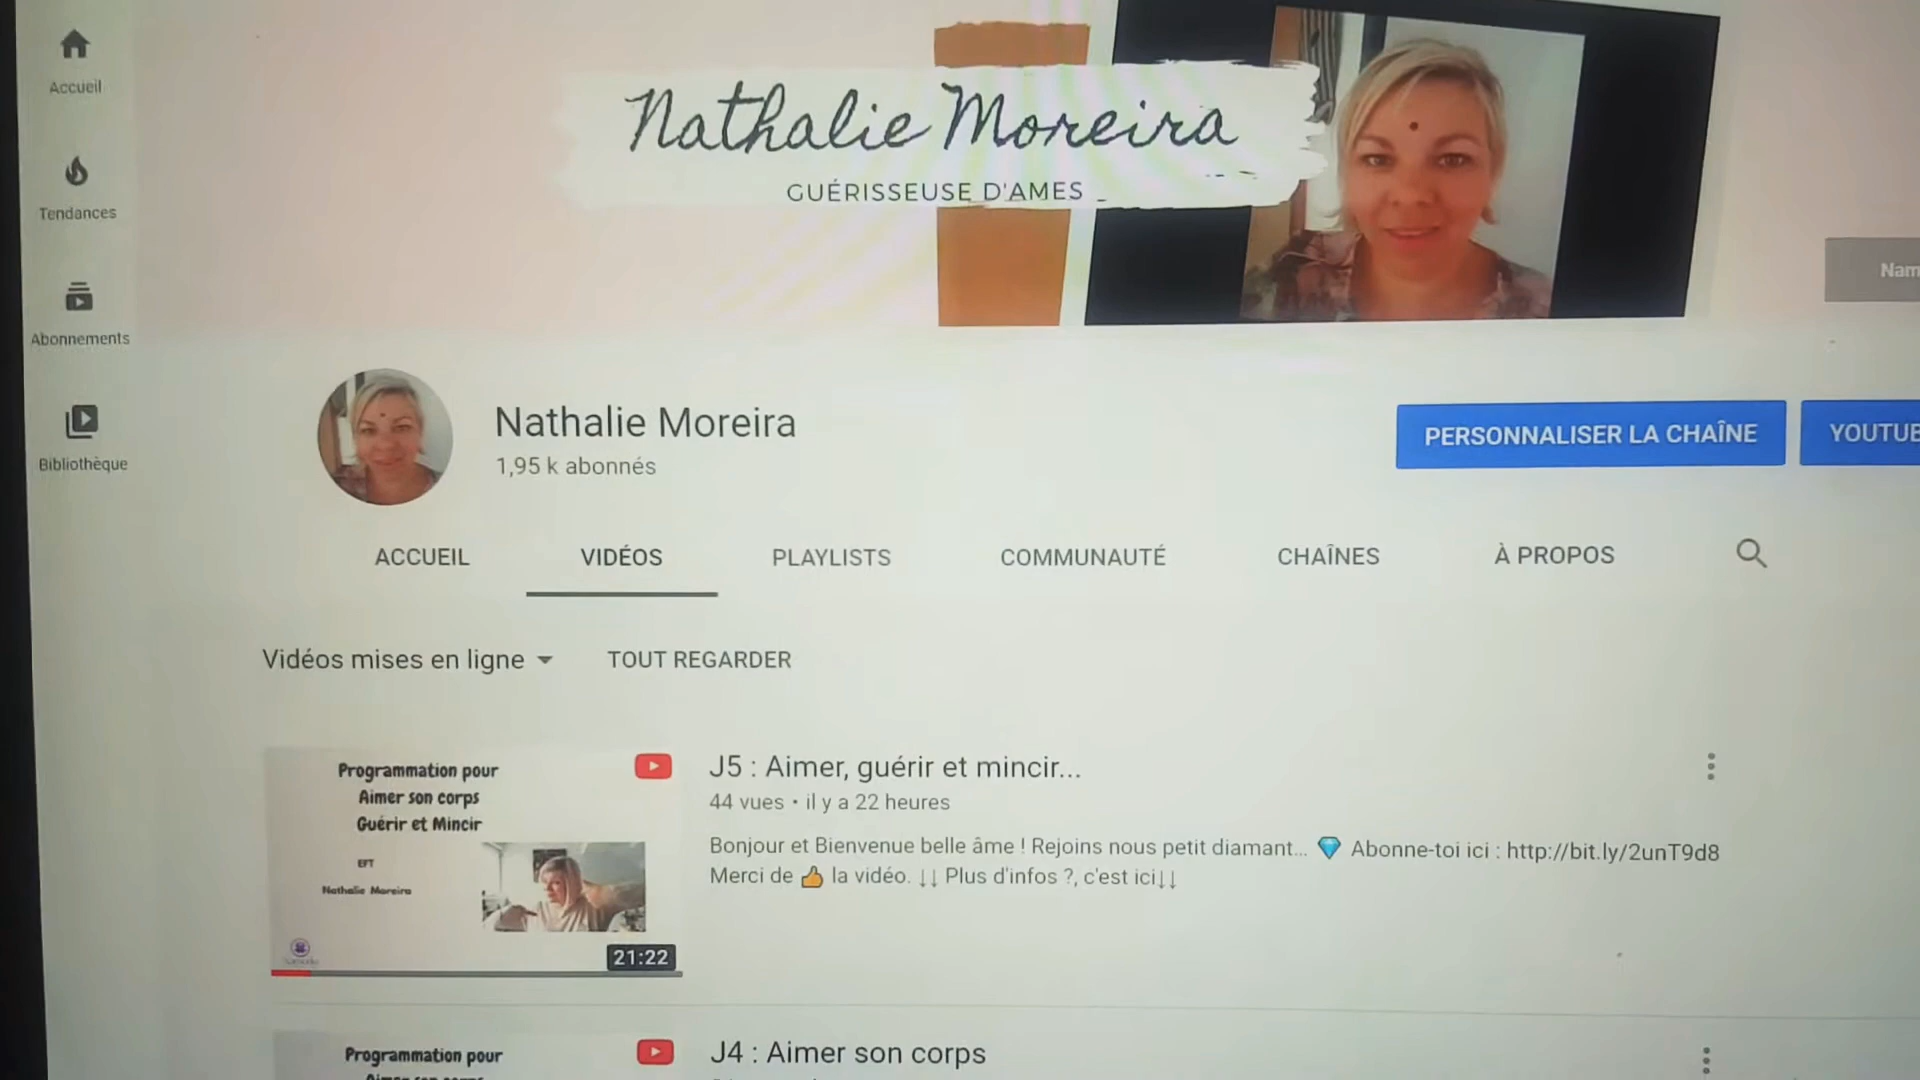 Accueil
Tendances
Abonnements
Bibliothèque
Nathalie Moreira
GUÉRISSEUSE D'AMES
Nathalie Moreira
1,95 k abonnés
PERSONNALISER LA CHAÎNE
ACCUEIL
VIDÉOS
PLAYLISTS
COMMUNAUTÉ
CHAÎNES
À PROPOS
Vidéos mises en ligne
TOUT REGARDER
Programmation pour
Aimer son corps
Guérir et Mincir
EFT
Nathalie Moreira
21:22
J5 : Aimer, guérir et mincir...
44 vues • il y a 22 heures
Bonjour et Bienvenue belle âme ! Rejoins nous petit diamant... 💎 Abonne-toi ici : http://bit.ly/2unT9d8
Merci de 👍 la vidéo. ↓↓ Plus d'infos ?, c'est ici↓↓
Programmation pour
J4 : Aimer son corps